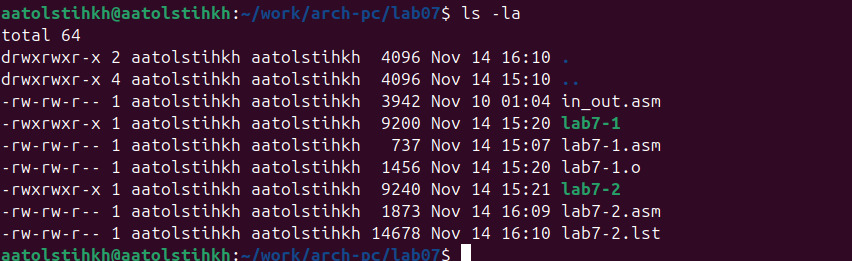 aatolstihkh@aatolstihkh:~/work/arch-pc/lab07$ ls -la
total 64
drwxrwxr-x 2 aatolstihkh aatolstihkh  4096 Nov 14 16:10 .
drwxrwxr-x 4 aatolstihkh aatolstihkh  4096 Nov 14 15:10 ..
-rw-rw-r-- 1 aatolstihkh aatolstihkh  3942 Nov 10 01:04 in_out.asm
-rwxrwxr-x 1 aatolstihkh aatolstihkh  9200 Nov 14 15:20 lab7-1
-rw-rw-r-- 1 aatolstihkh aatolstihkh   737 Nov 14 15:07 lab7-1.asm
-rw-rw-r-- 1 aatolstihkh aatolstihkh  1456 Nov 14 15:20 lab7-1.o
-rwxrwxr-x 1 aatolstihkh aatolstihkh  9240 Nov 14 15:21 lab7-2
-rw-rw-r-- 1 aatolstihkh aatolstihkh  1873 Nov 14 16:09 lab7-2.asm
-rw-rw-r-- 1 aatolstihkh aatolstihkh 14678 Nov 14 16:10 lab7-2.lst
aatolstihkh@aatolstihkh:~/work/arch-pc/lab07$